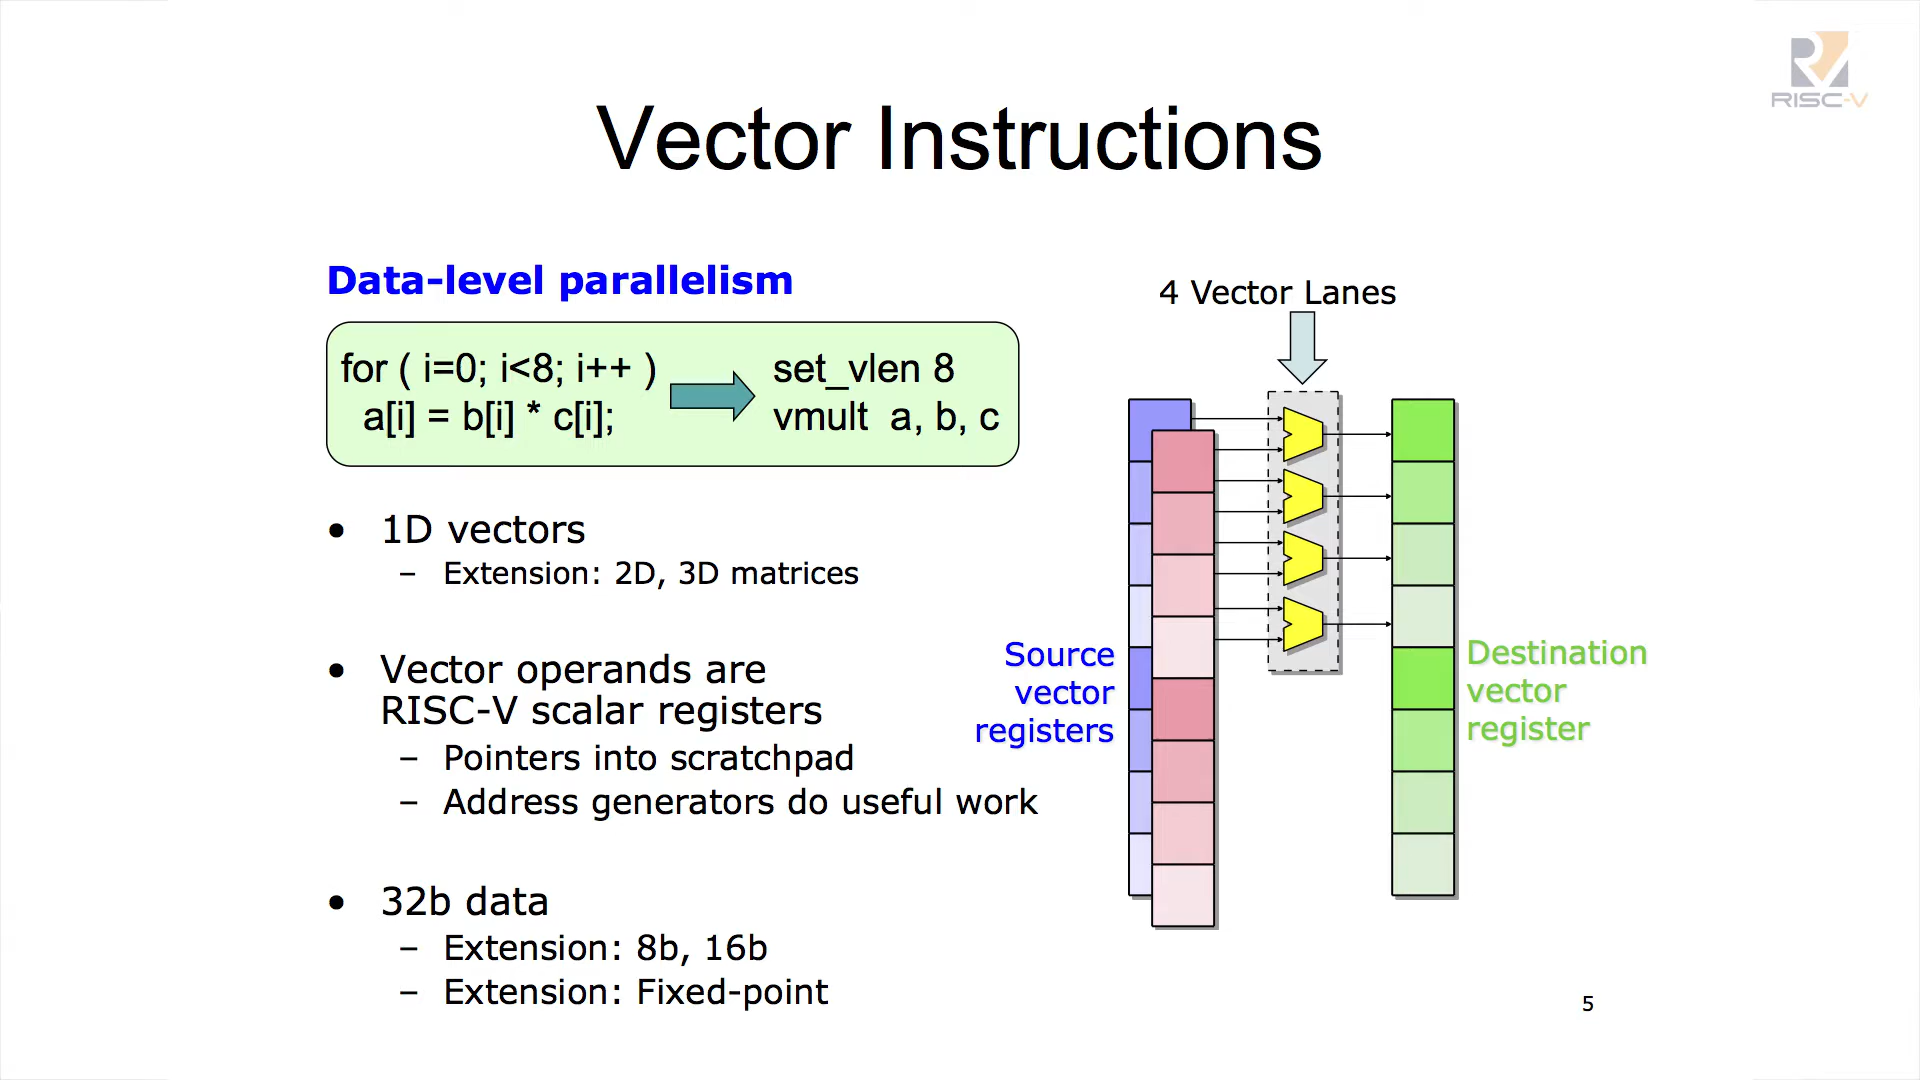 RISC-V
Vector Instructions
Data-level parallelism
for ( i=0; i<8; i++ )
a[i] = b[i] * c[i];
set_vlen 8
vmult a, b, c
• 1D vectors
– Extension: 2D, 3D matrices
• Vector operands are
RISC-V scalar registers
– Pointers into scratchpad
– Address generators do useful work
• 32b data
– Extension: 8b, 16b
– Extension: Fixed-point
4 Vector Lanes
Source
vector
registers
Destination
vector
register
5